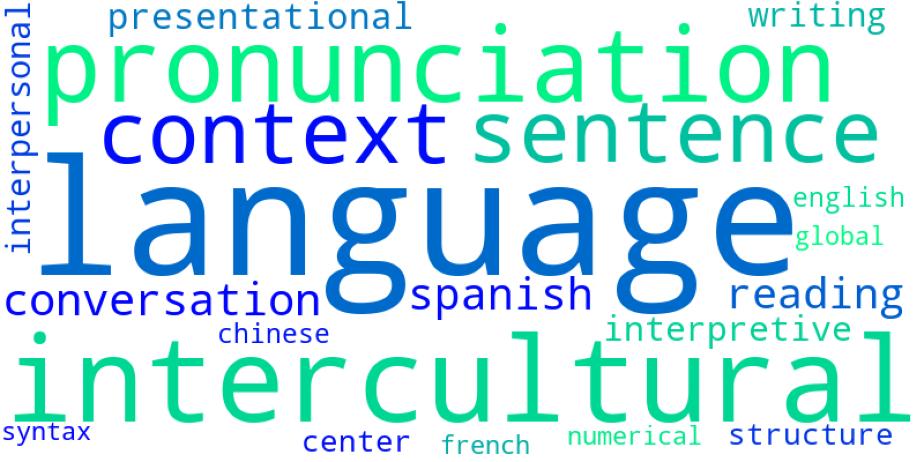 interpersonal
presentational
writing
pronunciation
context
sentence
language
english
global
conversation
spanish
reading
chinese
interpretive
intercultural
syntax
center
french
numerical
structure